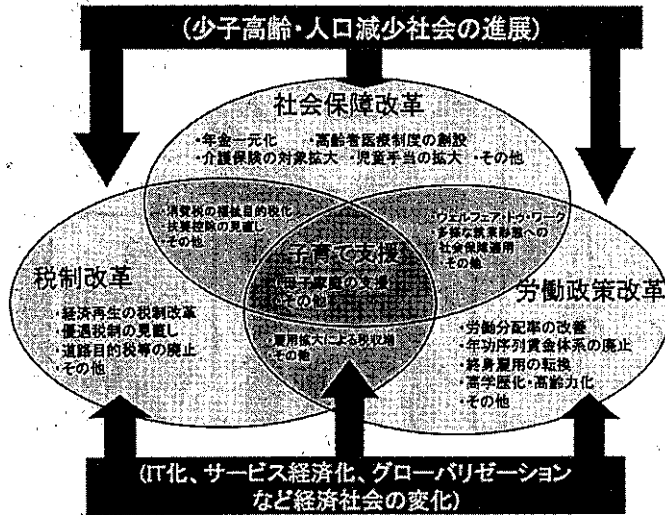 (少子高齢・人口減少社会の進展)
社会保障改革
・年金一元化 ・高齢者医療制度の創設
・介護保険の対象拡大 ・児童手当の拡大 ・その他
・消費税の福祉目的税化
・扶養控除の見直し
・その他
・ウェルフェア・トゥ・ワーク
・多様な就業形態への
社会保障適用
・その他
子育て支援
・母子家庭の支援
・その他
税制改革
・経済再生の税制改革
・優遇税制の見直し
・道路目的税等の廃止
・その他
・雇用拡大による税収増
・その他
労働政策改革
・労働分配率の改善
・年功序列賃金体系の廃止
・終身雇用の転換
・高学歴化・高齢力化
・その他
(IT化、サービス経済化、グローバリゼーション
など経済社会の変化)